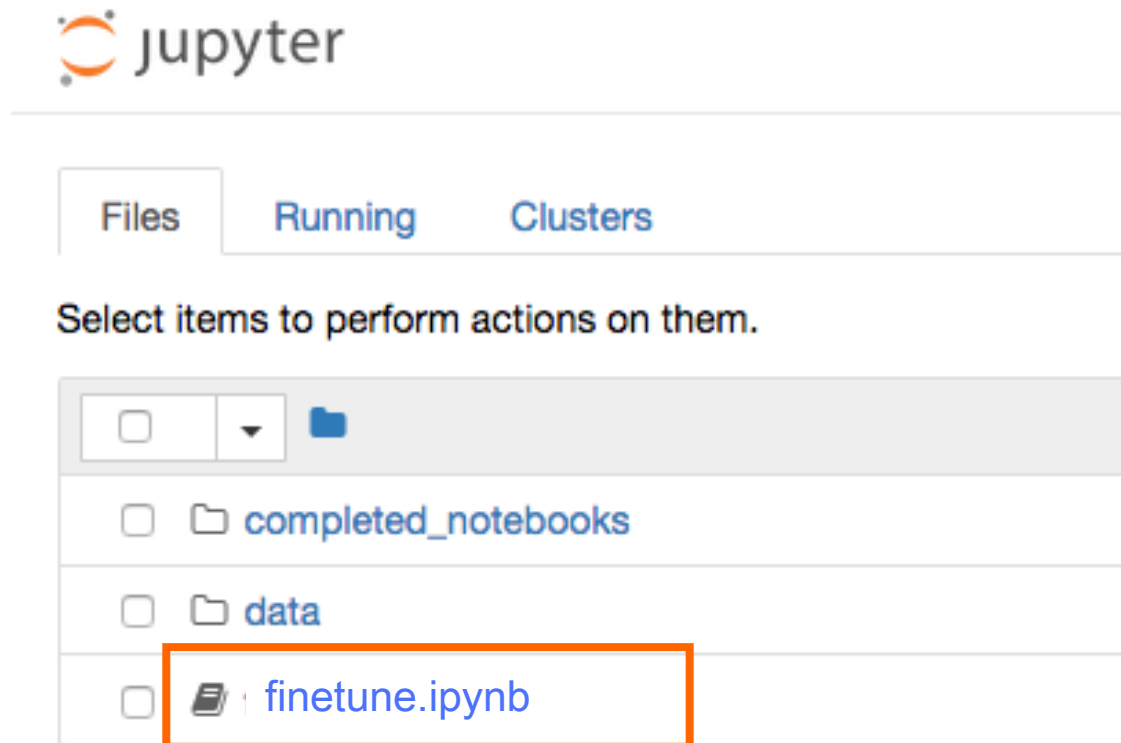 jupyter
Files Running Clusters
Select items to perform actions on them.
completed_notebooks
data
finetune.ipynb